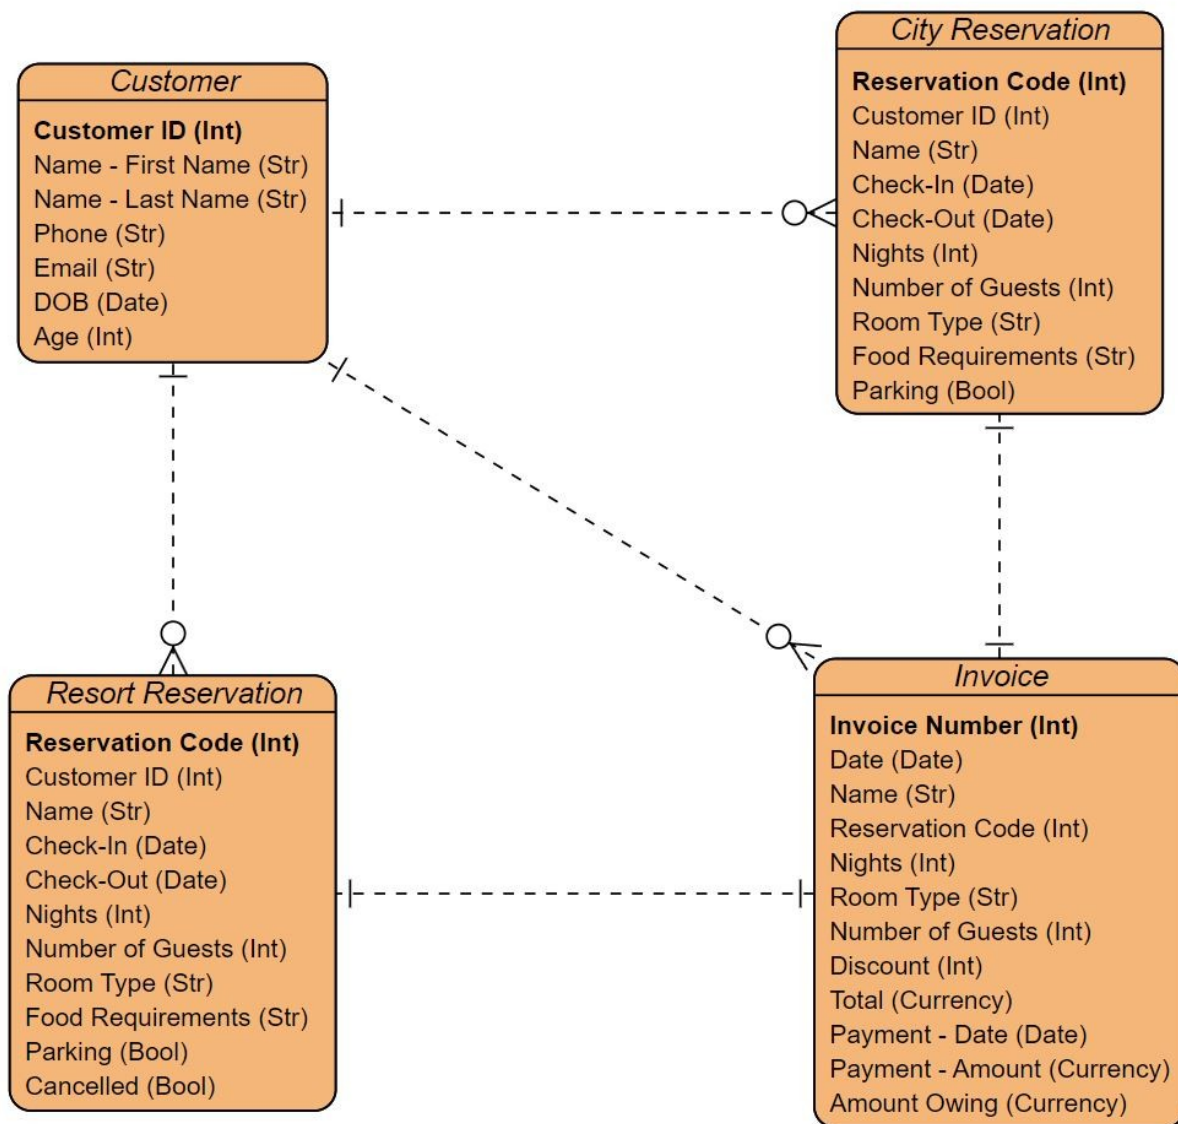 Customer
Customer ID (Int)
Name - First Name (Str)
Name - Last Name (Str)
Phone (Str)
Email (Str)
DOB (Date)
Age (Int)
City Reservation
Reservation Code (Int)
Customer ID (Int)
Name (Str)
Check-In (Date)
Check-Out (Date)
Nights (Int)
Number of Guests (Int)
Room Type (Str)
Food Requirements (Str)
Parking (Bool)
Resort Reservation
Reservation Code (Int)
Customer ID (Int)
Name (Str)
Check-In (Date)
Check-Out (Date)
Nights (Int)
Number of Guests (Int)
Room Type (Str)
Food Requirements (Str)
Parking (Bool)
Cancelled (Bool)
Invoice
Invoice Number (Int)
Date (Date)
Name (Str)
Reservation Code (Int)
Nights (Int)
Room Type (Str)
Number of Guests (Int)
Discount (Int)
Total (Currency)
Payment - Date (Date)
Payment - Amount (Currency)
Amount Owing (Currency)